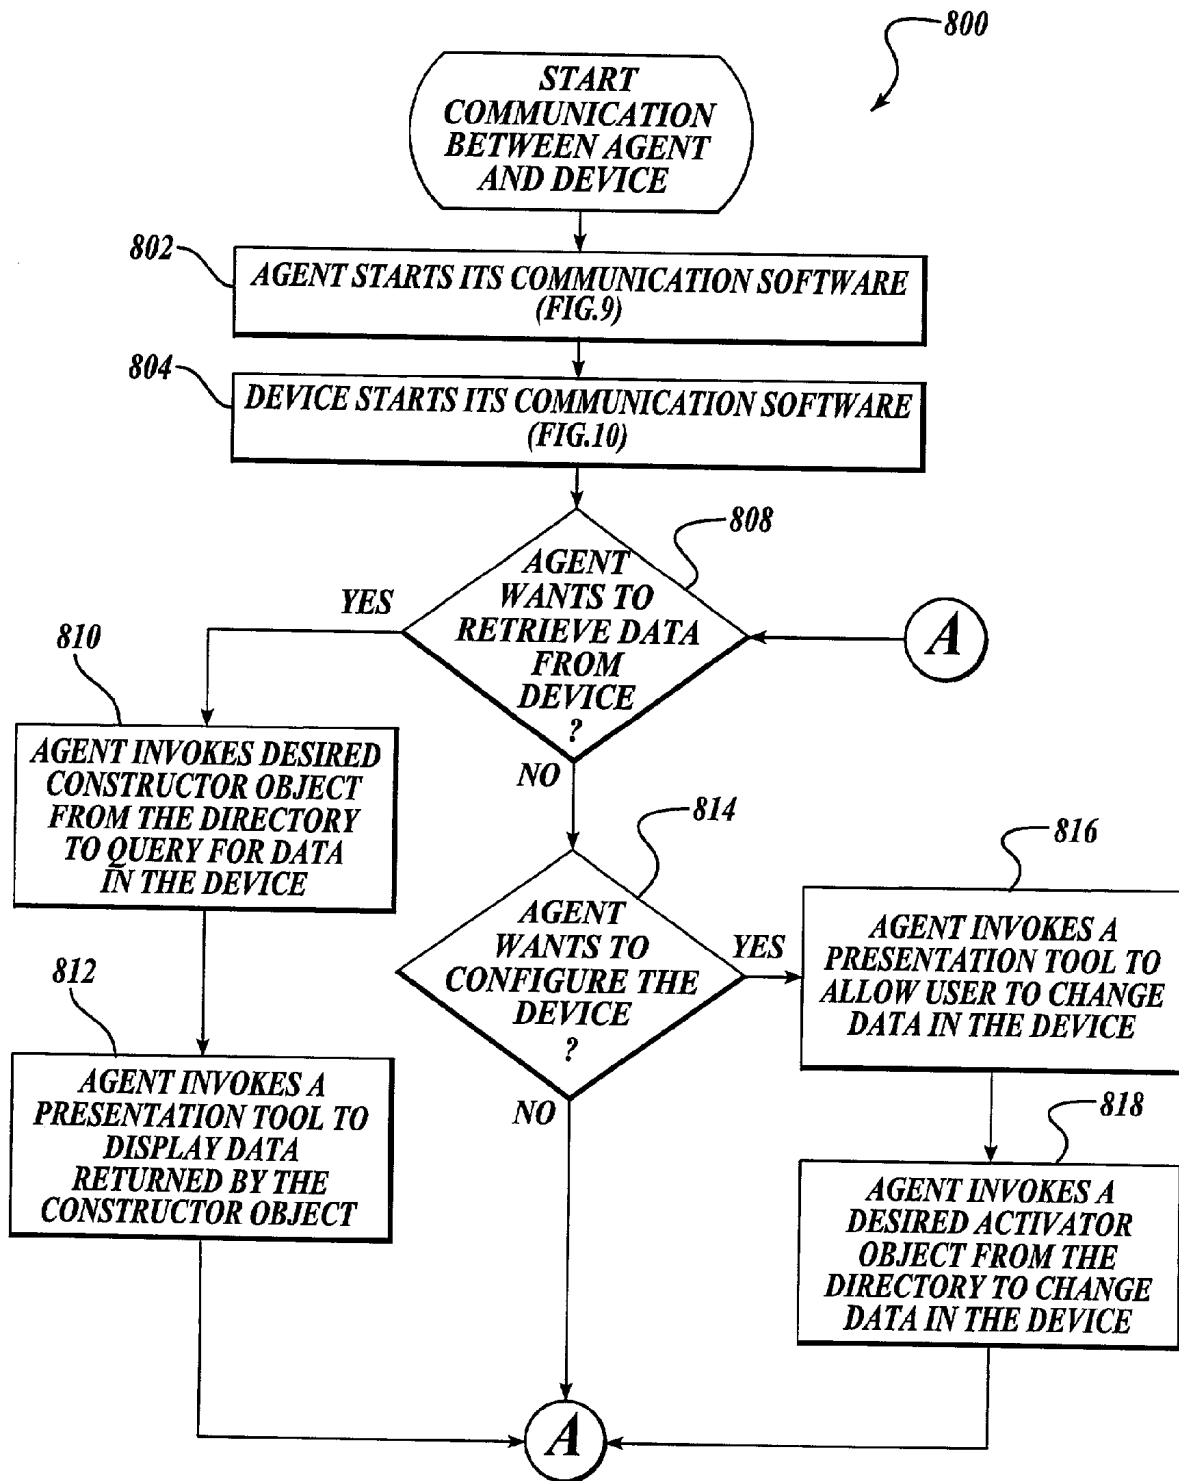 800
START
COMMUNICATION
BETWEEN AGENT
AND DEVICE
802
AGENT STARTS ITS COMMUNICATION SOFTWARE
(FIG.9)
804
DEVICE STARTS ITS COMMUNICATION SOFTWARE
(FIG.10)
808
AGENT
WANTS TO
RETRIEVE DATA
FROM
DEVICE
?
YES
A
NO
810
AGENT INVOKES DESIRED
CONSTRUCTOR OBJECT
FROM THE DIRECTORY
TO QUERY FOR DATA
IN THE DEVICE
812
AGENT INVOKES A
PRESENTATION TOOL TO
DISPLAY DATA
RETURNED BY THE
CONSTRUCTOR OBJECT
814
AGENT
WANTS TO
CONFIGURE THE
DEVICE
?
YES
NO
816
AGENT INVOKES A
PRESENTATION TOOL TO
ALLOW USER TO CHANGE
DATA IN THE DEVICE
818
AGENT INVOKES A
DESIRED ACTIVATOR
OBJECT FROM THE
DIRECTORY TO CHANGE
DATA IN THE DEVICE
A